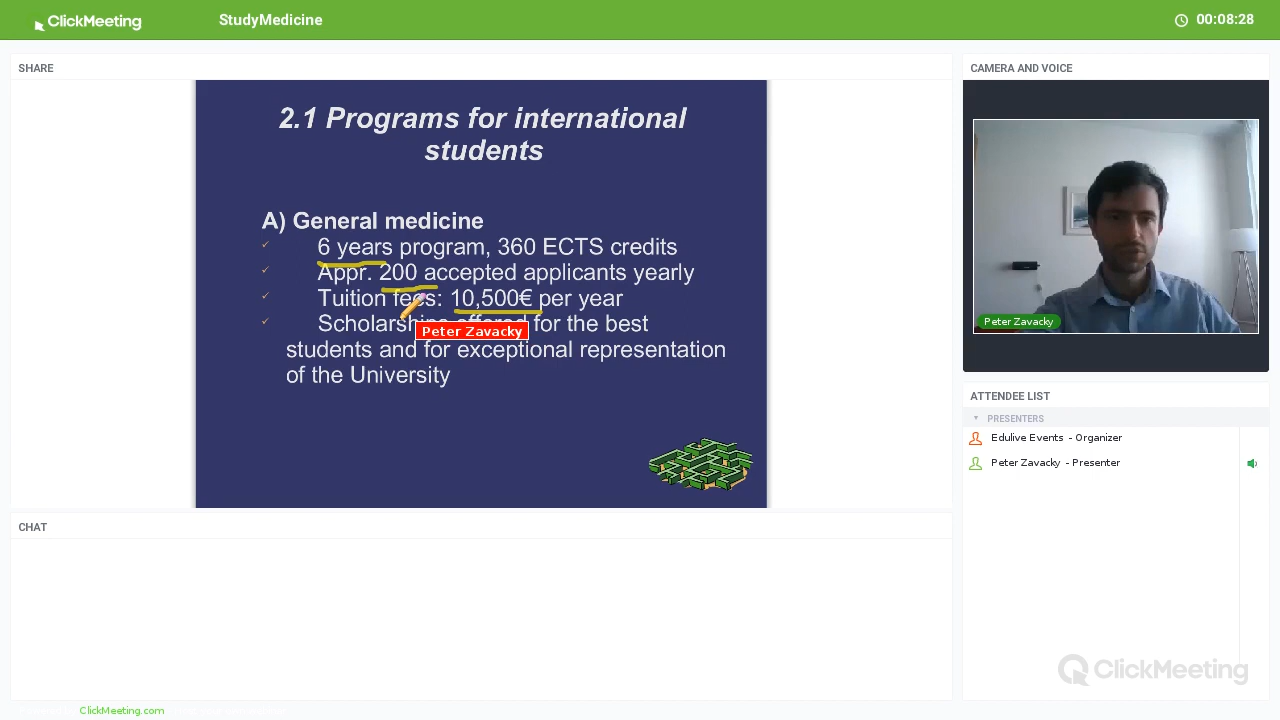 ClickMeeting
StudyMedicine
00:08:28
SHARE
2.1 Programs for international
students
A) General medicine
6 years program, 360 ECTS credits
Appr. 200 accepted applicants yearly
Tuition fees: 10,500€ per year
Scholarships offered for the best
Peter Zavacky
students and for exceptional representation
of the University
CAMERA AND VOICE
Peter Zavacky
ATTENDEE LIST
PRESENTERS
Edulive Events - Organizer
Peter Zavacky - Presenter
CHAT
ClickMeeting
ClickMeeting.com